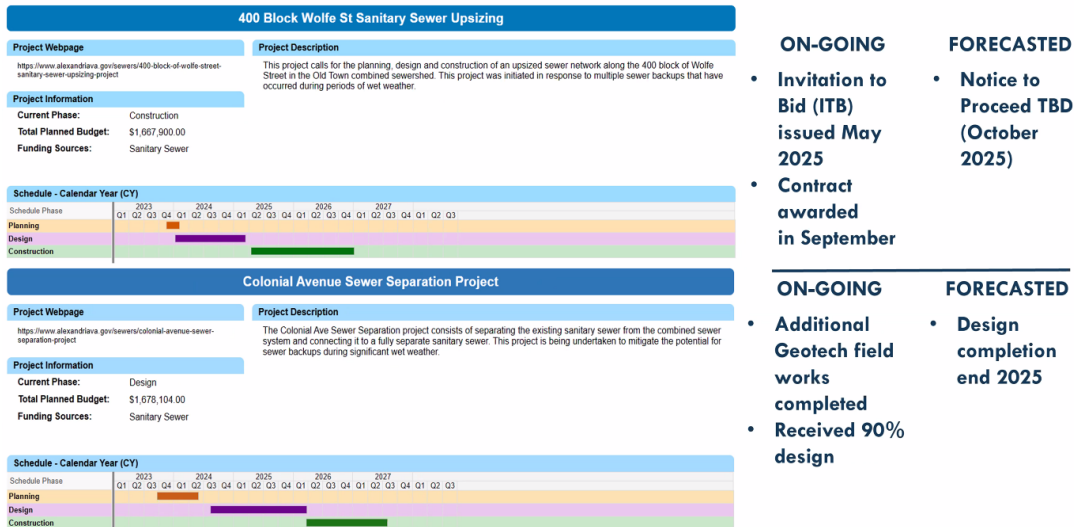 400 Block Wolfe St Sanitary Sewer Upsizing
Project Webpage
https://www.alexandriava.gov/sewers/400-block-of-wolfe-street-
sanitary-sewer-upsizing-project
Project Description
This project calls for the planning, design and construction of an upsized sewer network along the 400 block of Wolfe
Street in the Old Town combined sewershed. This project was initiated in response to multiple sewer backups that have
occurred during periods of wet weather.
Project Information
Current Phase: Construction
Total Planned Budget: $1,667,900.00
Funding Sources: Sanitary Sewer
Schedule - Calendar Year (CY)
Schedule Phase
2023 2024 2025 2026 2027
Q1 Q2 Q3 Q4 Q1 Q2 Q3 Q4 Q1 Q2 Q3 Q4 Q1 Q2 Q3 Q4 Q1 Q2 Q3 Q4 Q1 Q2 Q3
Planning
Design
Construction
ON-GOING
• Invitation to
Bid (ITB)
issued May
2025
• Contract
awarded
in September
FORECASTED
• Notice to
Proceed TBD
(October
2025)
Colonial Avenue Sewer Separation Project
Project Webpage
https://www.alexandriava.gov/sewers/colonial-avenue-sewer-
separation-project
Project Description
The Colonial Ave Sewer Separation project consists of separating the existing sanitary sewer from the combined sewer
system and connecting it to a fully separate sanitary sewer. This project is being undertaken to mitigate the potential for
sewer backups during significant wet weather.
Project Information
Current Phase: Design
Total Planned Budget: $1,678,104.00
Funding Sources: Sanitary Sewer
Schedule - Calendar Year (CY)
Schedule Phase
2023 2024 2025 2026 2027
Q1 Q2 Q3 Q4 Q1 Q2 Q3 Q4 Q1 Q2 Q3 Q4 Q1 Q2 Q3 Q4 Q1 Q2 Q3 Q4 Q1 Q2 Q3
Planning
Design
Construction
ON-GOING
• Additional
Geotech field
works
completed
• Received 90%
design
FORECASTED
• Design
completion
end 2025